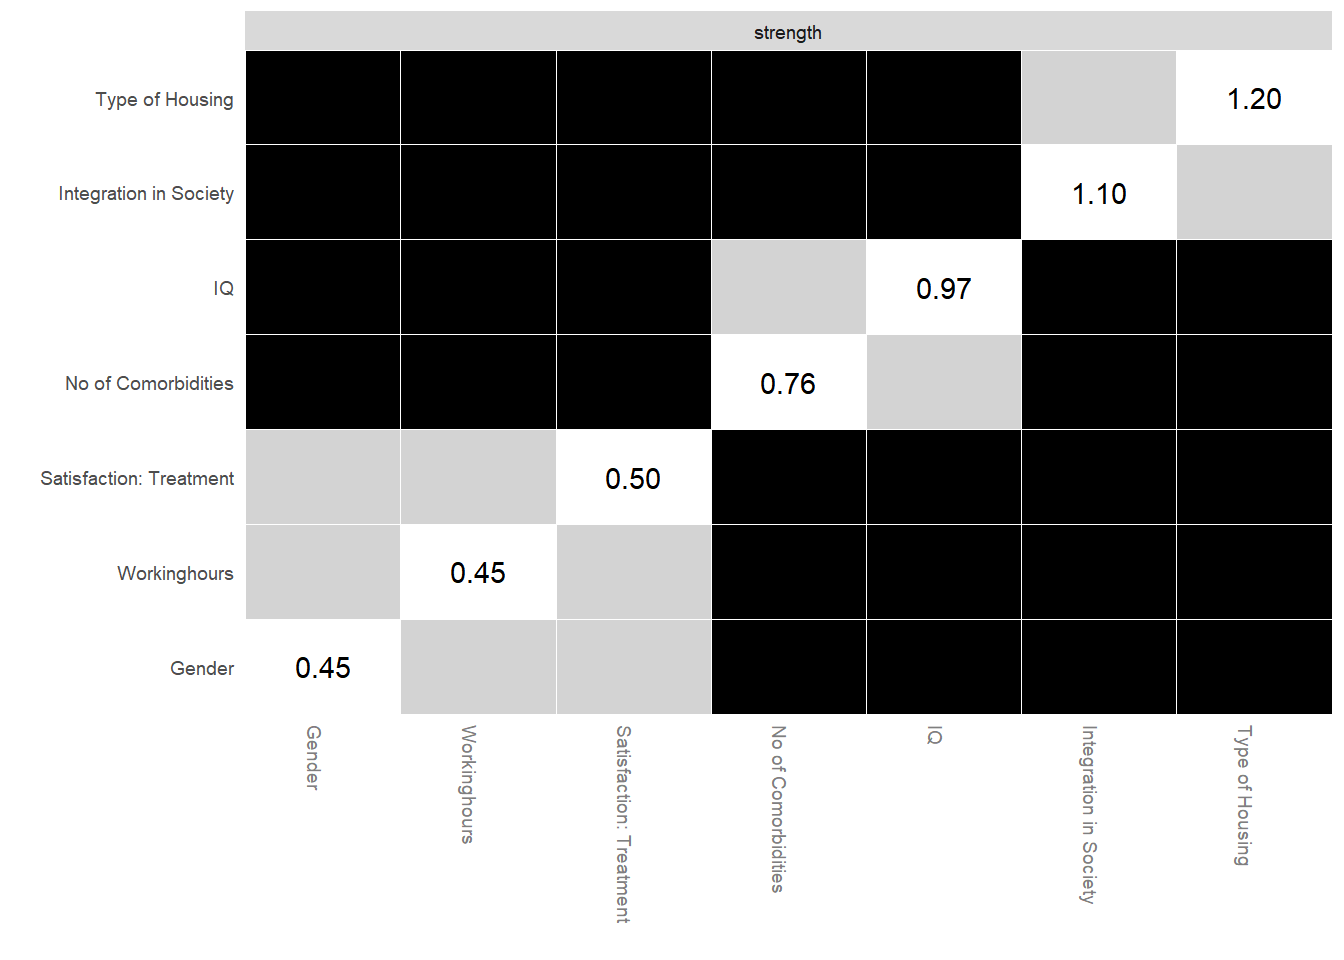 strength
Type of Housing
1.20
Integration in Society
1.10
IQ
0.97
No of Comorbidities
0.76
Satisfaction: Treatment
0.50
Workinghours
0.45
Gender
0.45
Gender
Workinghours
Satisfaction: Treatment
No of Comorbidities
IQ
Integration in Society
Type of Housing